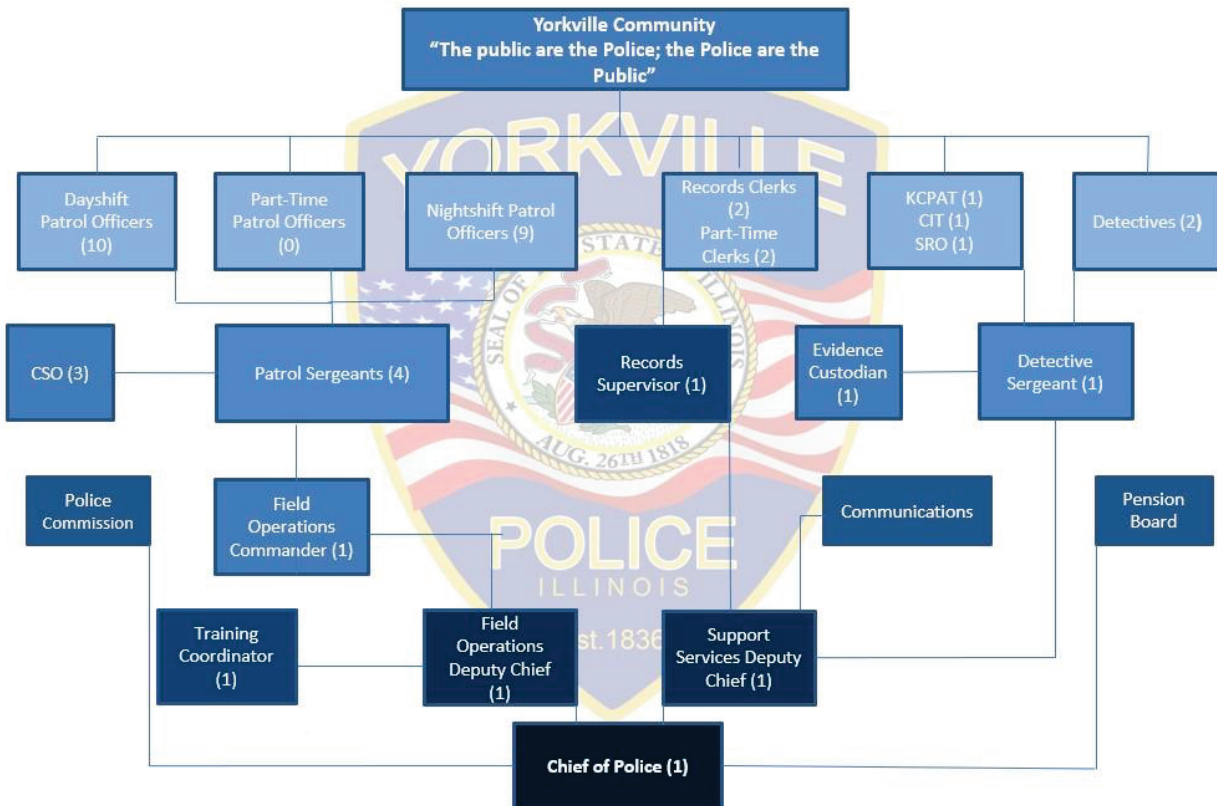 Yorkville Community
“The public are the Police; the Police are the
Public”
YORKVILLE
Dayshift
Patrol Officers
(10)
Part-Time
Patrol Officers
(0)
Nightshift Patrol
Officers (9)
Records Clerks
(2)
Part-Time
Clerks (2)
KCPAT (1)
CIT (1)
SRO (1)
Detectives (2)
SEAL OF THE STATE OF ILLINOIS
AUG. 26TH 1818
CSO (3)
Patrol Sergeants (4)
Records
Supervisor (1)
Evidence
Custodian
(1)
Detective
Sergeant (1)
Police
Commission
Field
Operations
Commander (1)
Communications
Pension
Board
POLICE
ILLINOIS
Training
Coordinator
(1)
Field
Operations
Deputy Chief
(1)
st.1836
Support
Services Deputy
Chief (1)
Chief of Police (1)